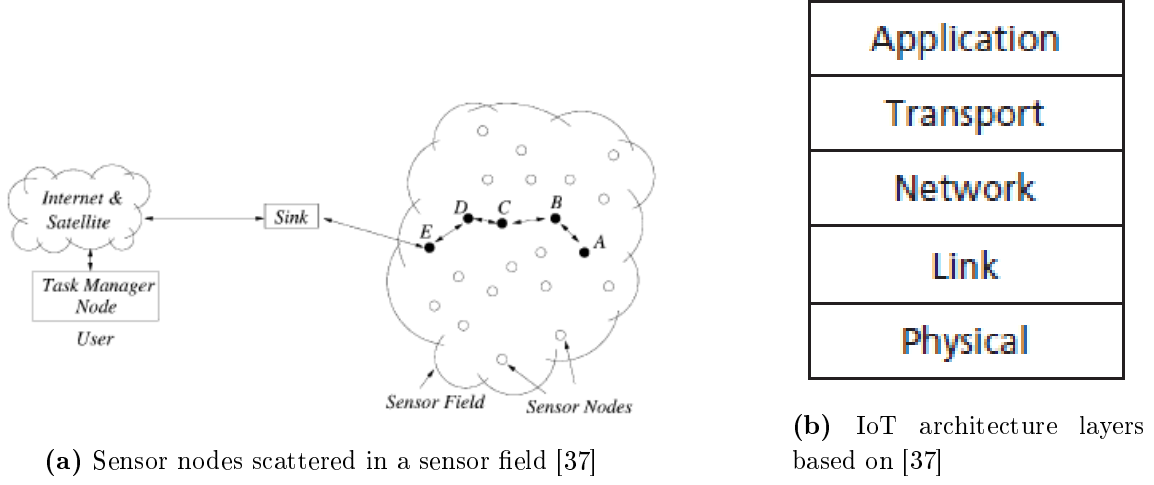 Internet &
Satellite
Task Manager
Node
User
Sink
E
D
C
B
A
Sensor Field
Sensor Nodes
(a) Sensor nodes scattered in a sensor field [37]
Application
Transport
Network
Link
Physical
(b) IoT architecture layers
based on [37]